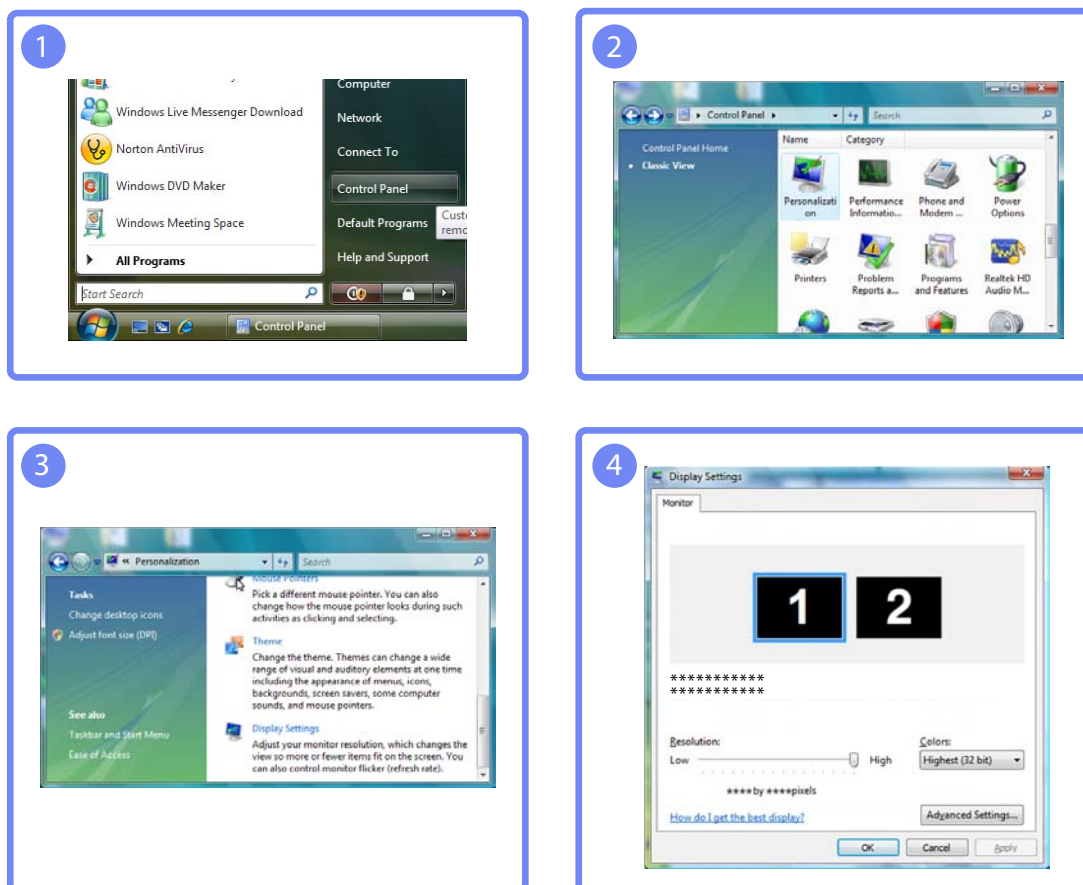 1
Computer
Windows Live Messenger Download
Network
Norton AntiVirus
Connect To
Windows DVD Maker
Control Panel
Windows Meeting Space
Default Programs
Cust
remo
All Programs
Help and Support
Start Search
Control Panel
2
Control Panel
Search
Control Panel Home
Classic View
Name Category
Personalizati
on
Performance
Informatio...
Phone and
Modem ...
Power
Options
Printers
Problem
Reports a...
Programs
and Features
Realtek HD
Audio M...
3
« Personalization
Search
Tasks
Change desktop icons
Adjust font size (DPI)
See also
Taskbar and Start Menu
Ease of Access
Mouse Pointers
Pick a different mouse pointer. You can also
change how the mouse pointer looks during such
activities as clicking and selecting.
Theme
Change the theme. Themes can change a wide
range of visual and auditory elements at one time
including the appearance of menus, icons,
backgrounds, screen savers, some computer
sounds, and mouse pointers.
Display Settings
Adjust your monitor resolution, which changes the
view so more or fewer items fit on the screen. You
can also control monitor flicker (refresh rate).
4
Display Settings
Monitor
1 2
***********
***********
Resolution:
Low High
****by ****pixels
Colors:
Highest (32 bit)
How do I get the best display?
Advanced Settings...
OK Cancel Apply